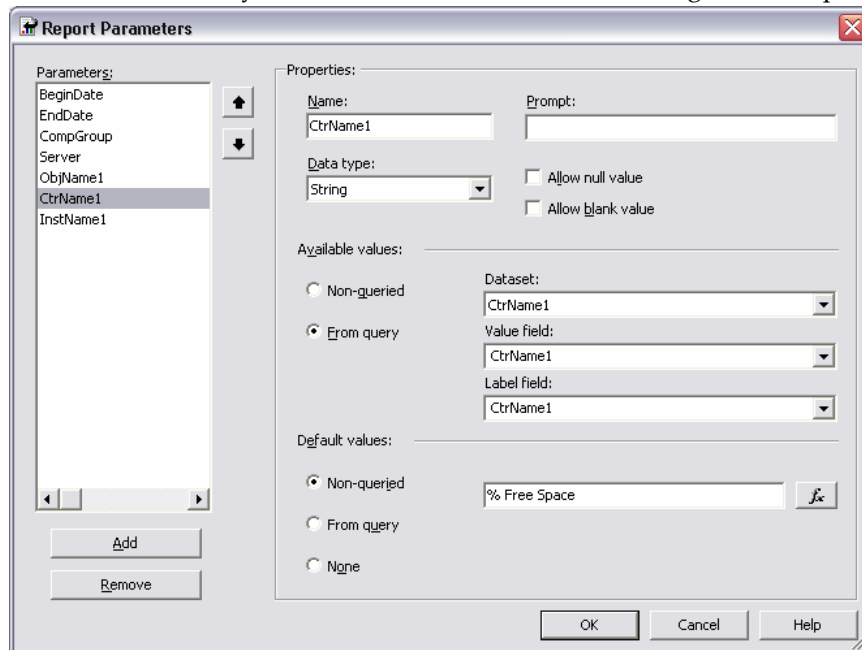 Report Parameters
Parameters:
BeginDate
EndDate
CompGroup
Server
ObjName1
CtrName1
InstName1
Add
Remove
Properties:
Name:
Prompt:
CtrName1
Data type:
String
Allow null value
Allow blank value
Available values:
Non-queried
From query
Dataset:
CtrName1
Value field:
CtrName1
Label field:
CtrName1
Default values:
Non-queried
From query
None
% Free Space
fx
OK
Cancel
Help